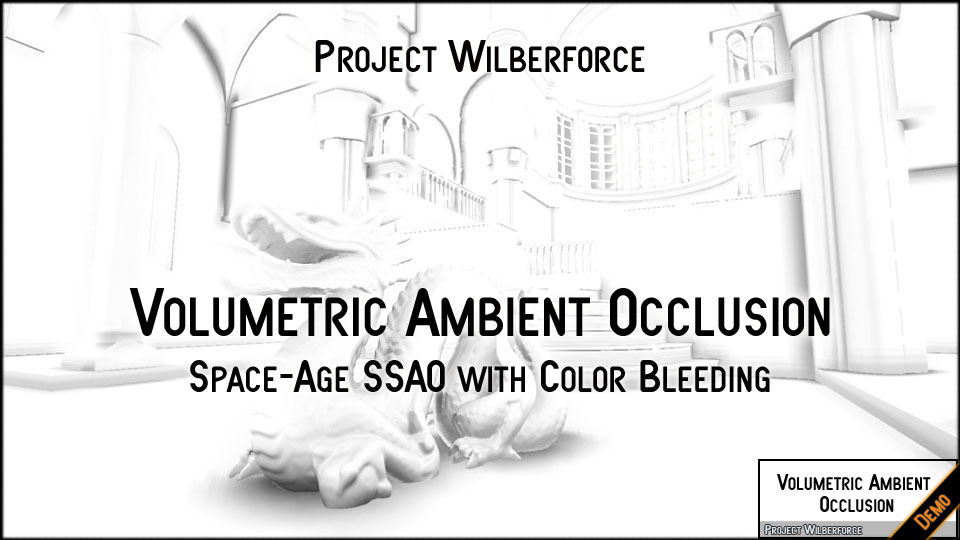 Project Wilberforce
Volumetric Ambient Occlusion
Space-Age SSAO with Color Bleeding
Volumetric Ambient
Occlusion
Project Wilberforce
Demo